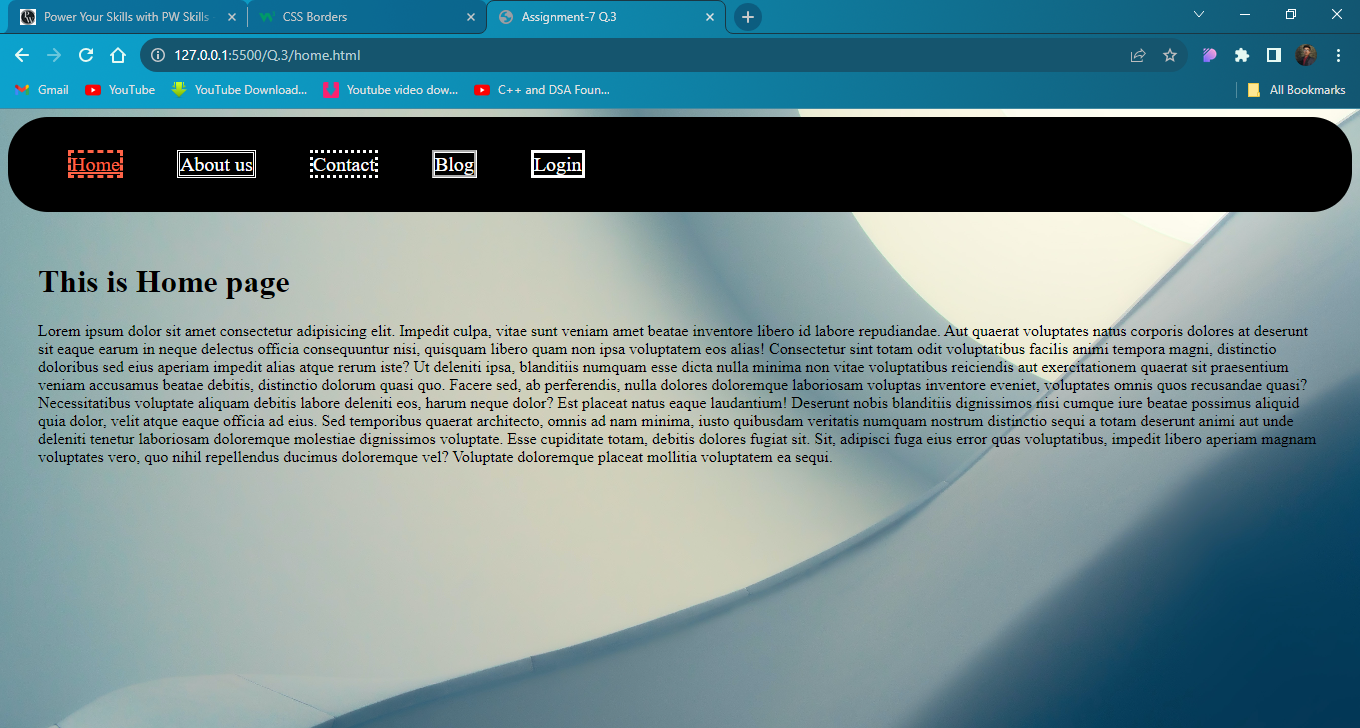 Power Your Skills with PW Skills
CSS Borders
Assignment-7 Q.3
127.0.0.1:5500/Q.3/home.html
Gmail
YouTube
YouTube Download...
Youtube video dow...
C++ and DSA Foun...
All Bookmarks
Home
About us
Contact
Blog
Login
This is Home page
Lorem ipsum dolor sit amet consectetur adipisicing elit. Impedit culpa, vitae sunt veniam amet beatae inventore libero id labore repudiandae. Aut quaerat voluptates natus corporis dolores at deserunt
sit eaque earum in neque delectus officia consequuntur nisi, quisquam libero quam non ipsa voluptatem eos alias! Consectetur sint totam odit voluptatibus facilis animi tempora magni, distinctio
doloribus sed eius aperiam impedit alias atque rerum iste? Ut deleniti ipsa, blanditiis numquam esse dicta nulla minima non vitae voluptatibus reiciendis aut exercitationem quaerat sit praesentium
veniam accusamus beatae debitis, distinctio dolorum quasi quo. Facere sed, ab perferendis, nulla dolores doloremque laboriosam voluptas inventore eveniet, voluptates omnis quos recusandae quasi?
Necessitatibus voluptate aliquam debitis labore deleniti eos, harum neque dolor? Est placeat natus eaque laudantium! Deserunt nobis blanditiis dignissimos nisi cumque iure beatae possimus aliquid
quia dolor, velit atque eaque officia ad eius. Sed temporibus quaerat architecto, omnis ad nam minima, iusto quibusdam veritatis numquam nostrum distinctio sequi a totam deserunt animi aut unde
deleniti tenetur laboriosam doloremque molestiae dignissimos voluptate. Esse cupiditate totam, debitis dolores fugiat sit. Sit, adipisci fuga eius error quas voluptatibus, impedit libero aperiam magnam
voluptates vero, quo nihil repellendus ducimus doloremque vel? Voluptate doloremque placeat mollitia voluptatem ea sequi.